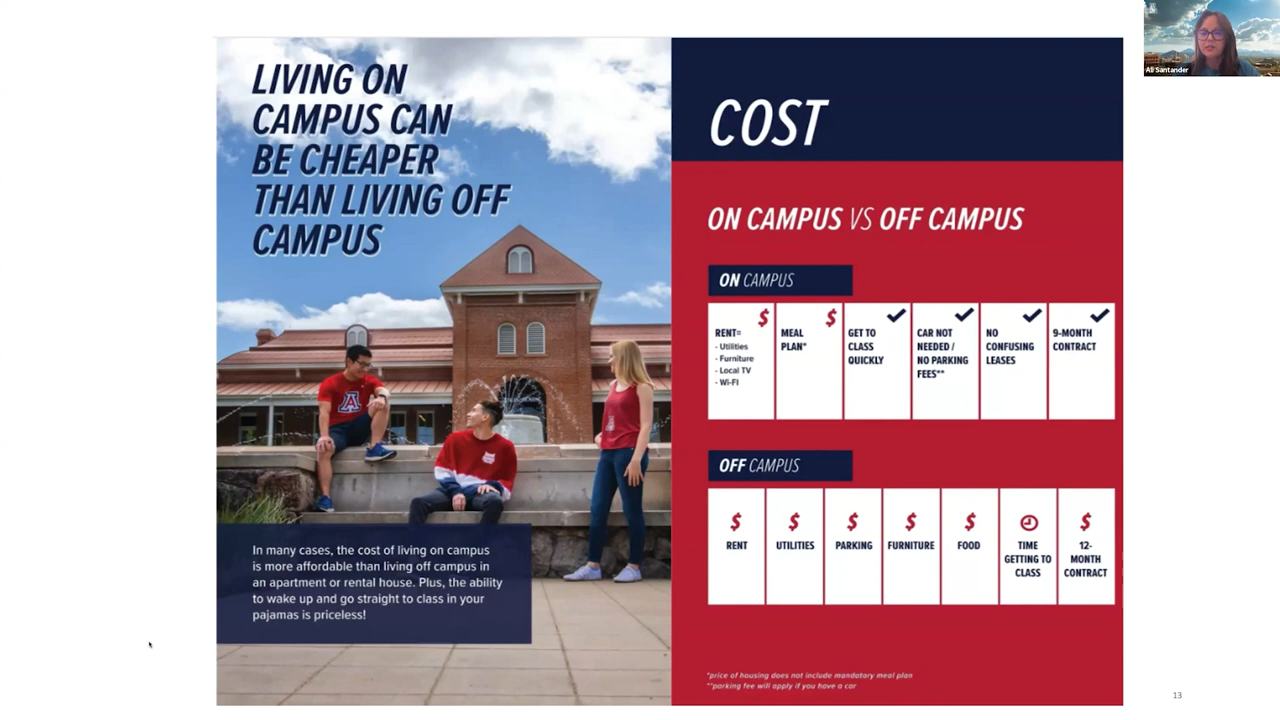 Ali Santander
LIVING ON
CAMPUS CAN
BE CHEAPER
THAN LIVING OFF
CAMPUS
A
In many cases, the cost of living on campus
is more affordable than living off campus in
an apartment or rental house. Plus, the ability
to wake up and go straight to class in your
pajamas is priceless!
COST
ON CAMPUS VS OFF CAMPUS
ON CAMPUS
$
RENT=
- Utilities
- Furniture
- Local TV
- Wi-FI
$
MEAL
PLAN*
GET TO
CLASS
QUICKLY
CAR NOT
NEEDED /
NO PARKING
FEES**
NO
CONFUSING
LEASES
9-MONTH
CONTRACT
OFF CAMPUS
$
RENT
$
UTILITIES
$
PARKING
$
FURNITURE
$
FOOD
TIME
GETTING TO
CLASS
$
12-
MONTH
CONTRACT
*price of housing does not include mandatory meal plan
**parking fee will apply if you have a car
13